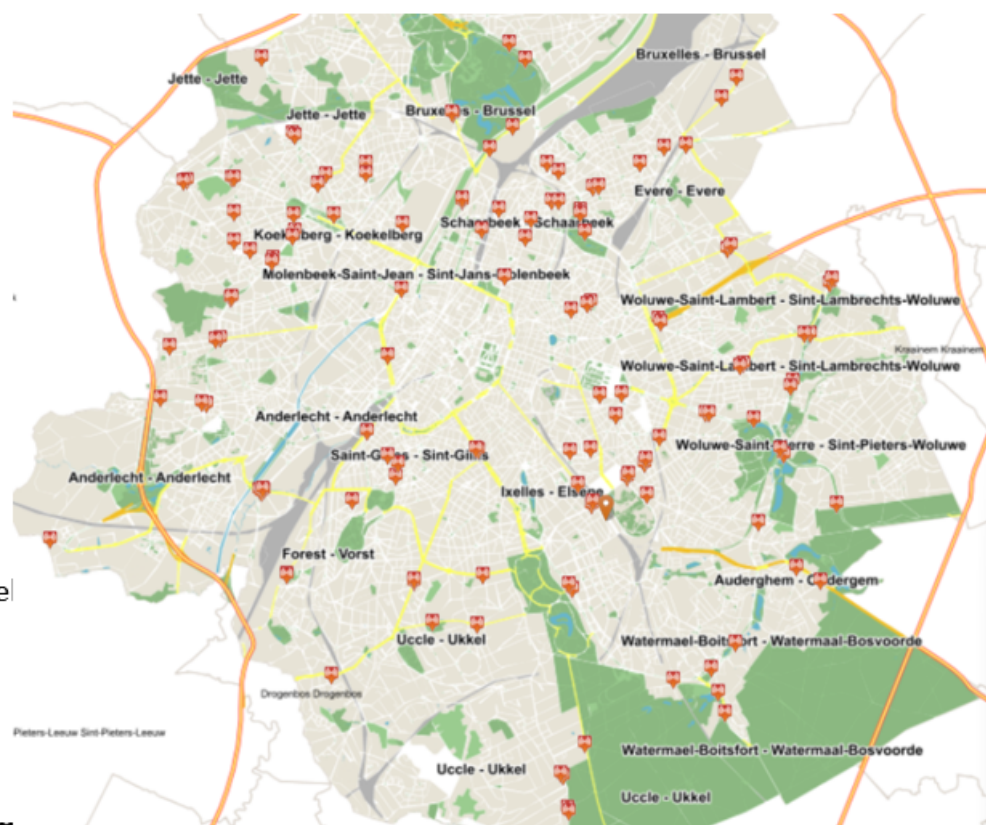 Bruxelles - Brussel
Jette - Jette
Jette - Jette
Bruxelles - Brussel
Evere - Evere
Schaarbeek - Schaarbeek
Koekelberg - Koekelberg
Molenbeek-Saint-Jean - Sint-Jans-Molenbeek
Woluwe-Saint-Lambert - Sint-Lambrechts-Woluwe
Kraainem Kraainem
Woluwe-Saint-Lambert - Sint-Lambrechts-Woluwe
Anderlecht - Anderlecht
Woluwe-Saint-Pierre - Sint-Pieters-Woluwe
Saint-Gilles - Sint-Gillis
Anderlecht - Anderlecht
Ixelles - Elsene
Forest - Vorst
Auderghem - Oudergem
el
Uccle - Ukkel
Watermael-Boitsfort - Watermaal-Bosvoorde
Drogenbos Drogenbos
Pieters-Leeuw Sint-Pieters-Leeuw
Watermael-Boitsfort - Watermaal-Bosvoorde
Uccle - Ukkel
Uccle - Ukkel